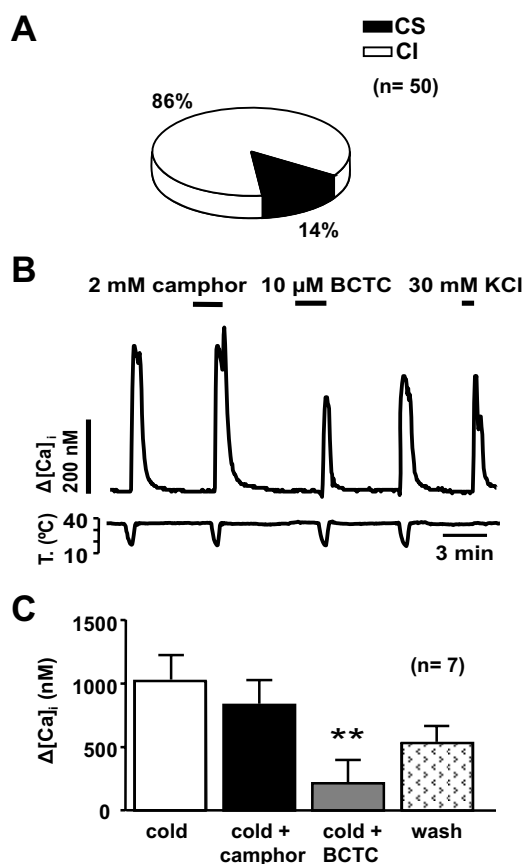 A
CS
CI
(n= 50)
86%
14%
B
2 mM camphor 10 µM BCTC 30 mM KCl
Δ[Ca]i
200 nM
T. (ºC)
40
10
3 min
C
Δ[Ca]i (nM)
1500
1000
500
0
(n= 7)
**
cold cold + camphor cold + BCTC wash